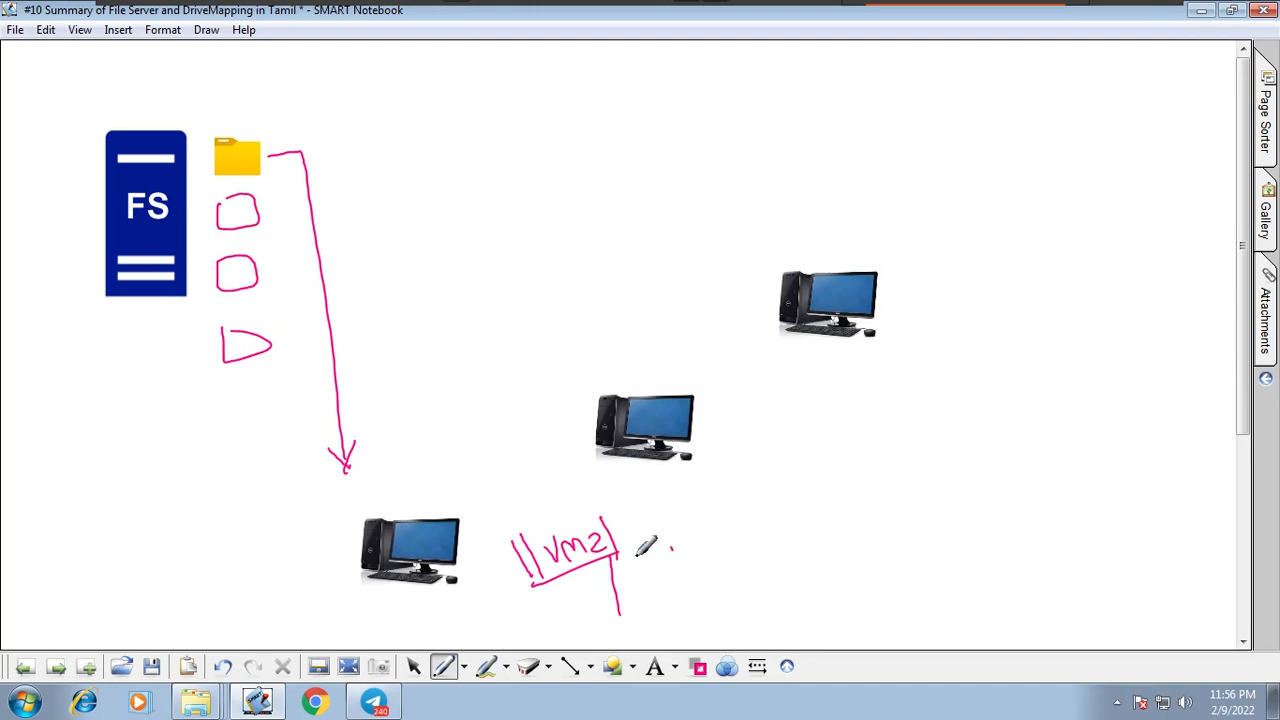 #10 Summary of File Server and DriveMapping in Tamil * - SMART Notebook
File Edit View Insert Format Draw Help
Page Sorter
Gallery
Attachments
FS
\\VM2\
A
240
11:56 PM
2/9/2022